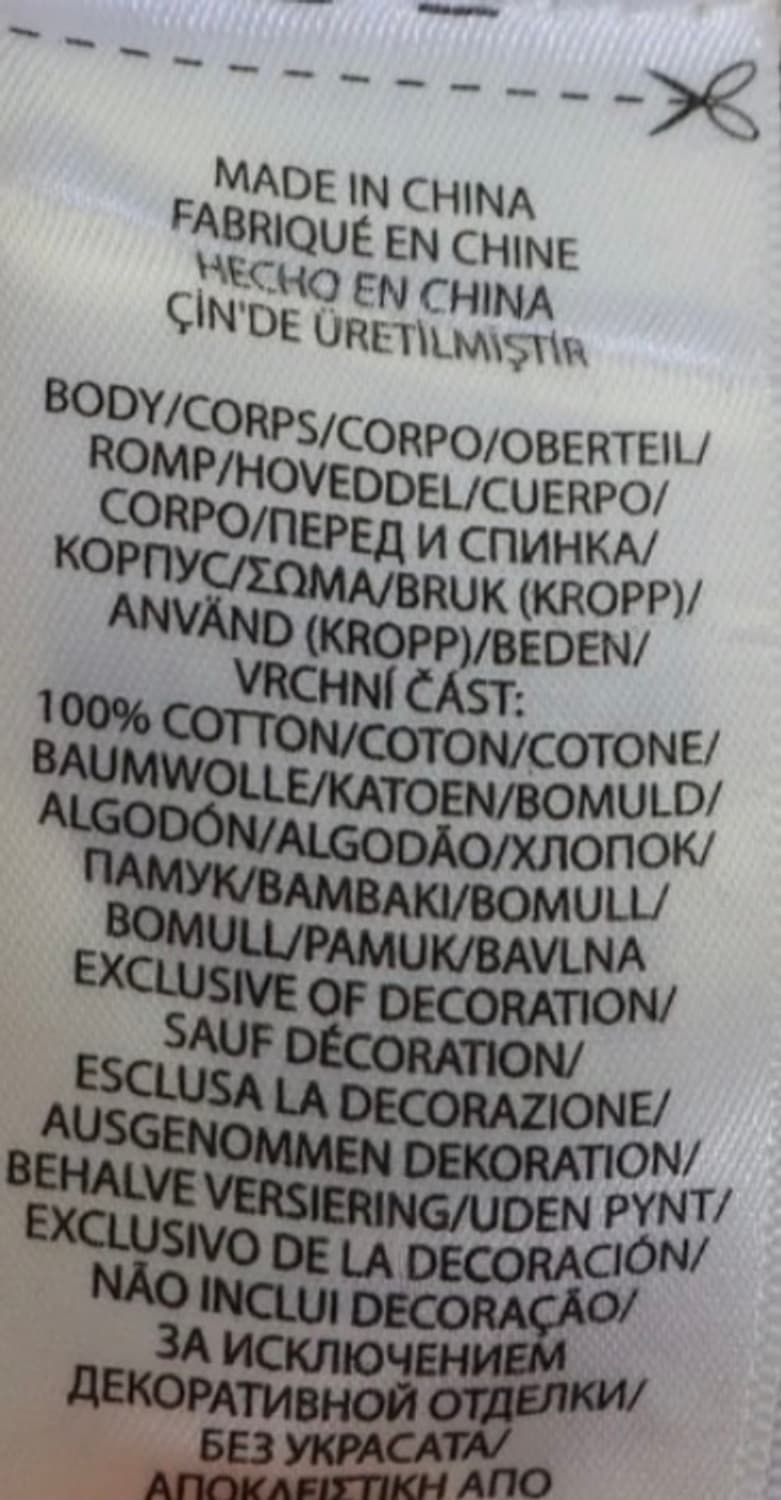 MADE IN CHINA
FABRIQUÉ EN CHINE
HECHO EN CHINA
ÇİN'DE ÜRETİLMİŞTİR
BODY/CORPS/CORPO/OBERTEIL/
ROMP/HOVEDDEL/CUERPO/
CORPO/ПЕРЕД И СПИНКА/
КОРПУС/ΣΩΜΑ/BRUK (KROPP)/
ANVÄND (KROPP)/BEDEN/
VRCHNÍ ČÁST:
100% COTTON/COTON/COTONE/
BAUMWOLLE/KATOEN/BOMULD/
ALGODÓN/ALGODÃO/ХЛОПОК/
ПАМУК/BAMBAKI/BOMULL/
BOMULL/PAMUK/BAVLNA
EXCLUSIVE OF DECORATION/
SAUF DÉCORATION/
ESCLUSA LA DECORAZIONE/
AUSGENOMMEN DEKORATION/
BEHALVE VERSIERING/UDEN PYNT/
EXCLUSIVO DE LA DECORACIÓN/
NÃO INCLUI DECORAÇÃO/
ЗА ИСКЛЮЧЕНИЕМ
ДЕКОРАТИВНОЙ ОТДЕЛКИ/
БЕЗ УКРАСАТА/
ΑΠΟΚΛΕΙΣΤΙΚΗ ΑΠΟ